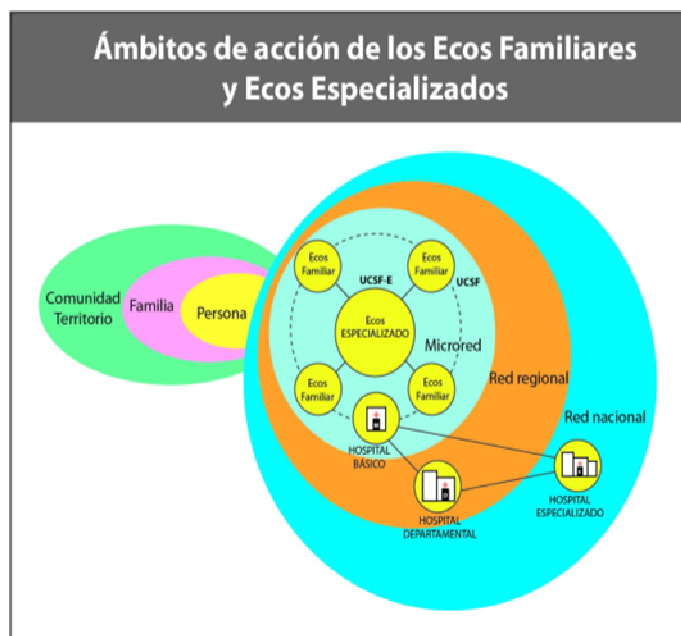 Ámbitos de acción de los Ecos Familiares
y Ecos Especializados
Comunidad
Territorio
Familia
Persona
Ecos
Familiar
Ecos
Familiar
UCSF-E
UCSF
Ecos
ESPECIALIZADO
Microred
Ecos
Familiar
Ecos
Familiar
Red regional
Red nacional
HOSPITAL
BÁSICO
HOSPITAL
DEPARTAMENTAL
HOSPITAL
ESPECIALIZADO